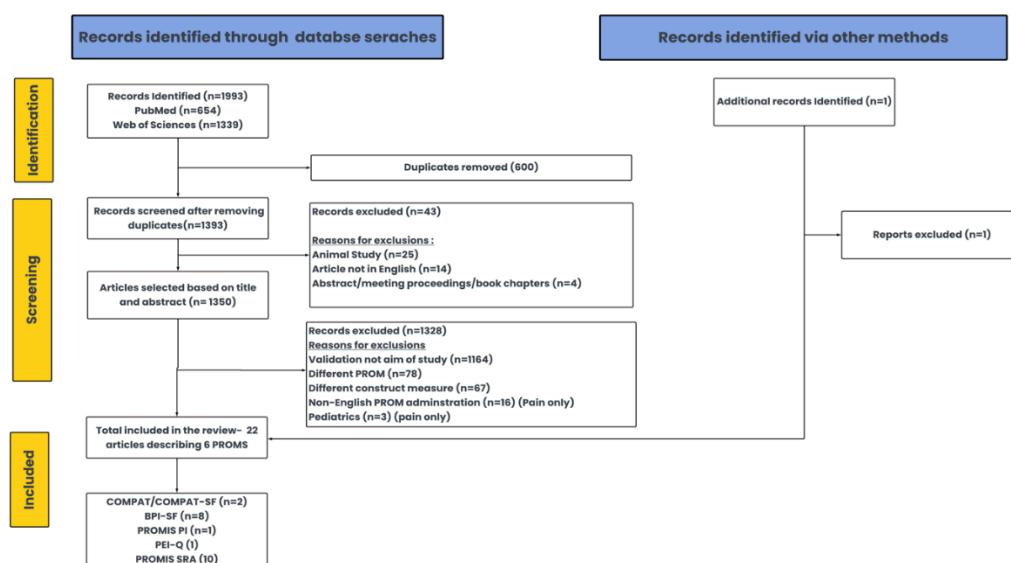 Records identified through databse seraches
Records identified via other methods
Identification
Records Identified (n=1993)
PubMed (n=654)
Web of Sciences (n=1339)
Additional records Identified (n=1)
Duplicates removed (600)
Screening
Records screened after removing
duplicates(n=1393)
Records excluded (n=43)
Reasons for exclusions :
Animal Study (n=25)
Article not in English (n=14)
Abstract/meeting proceedings/book chapters (n=4)
Reports excluded (n=1)
Articles selected based on title
and abstract (n= 1350)
Records excluded (n=1328)
Reasons for exclusions
Validation not aim of study (n=1164)
Different PROM (n=78)
Different construct measure (n=67)
Non-English PROM adminstration (n=16) (Pain only)
Pediatrics (n=3) (pain only)
Included
Total included in the review- 22
articles describing 6 PROMS
COMPAT/COMPAT-SF (n=2)
BPI-SF (n=8)
PROMIS PI (n=1)
PEI-Q (1)
PROMIS SRA (10)